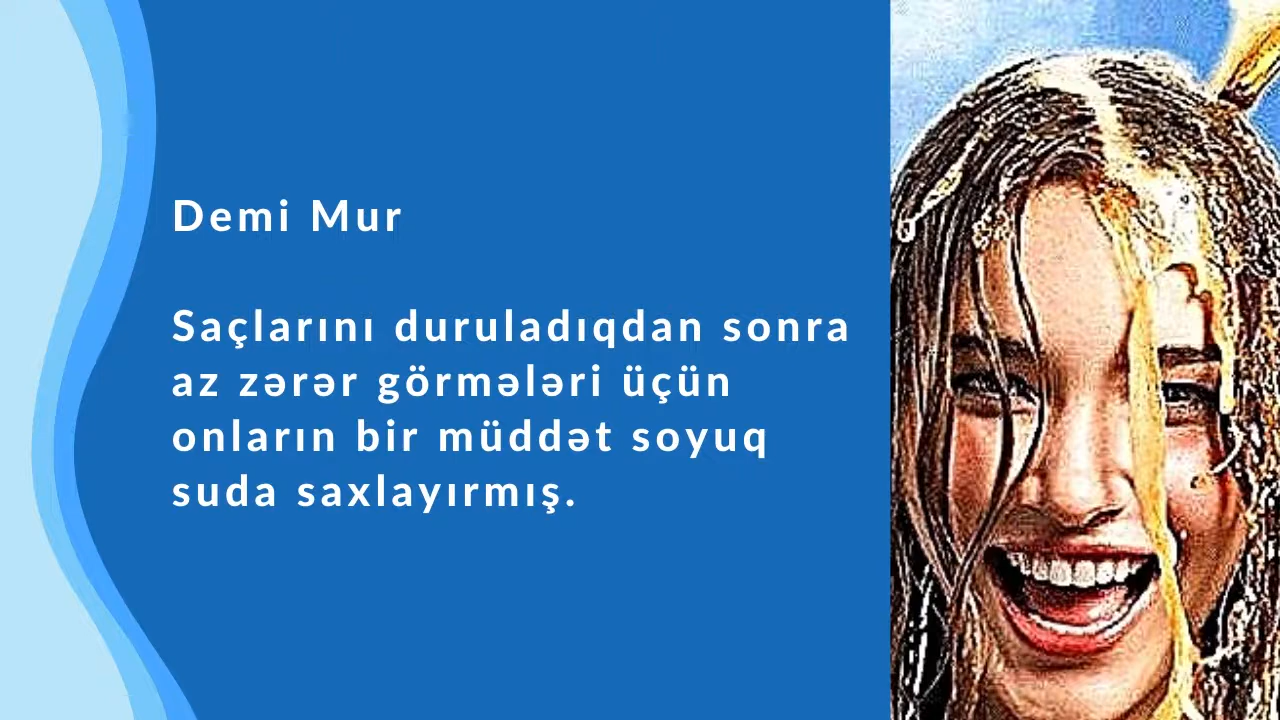 Demi Mur
Saçlarını duruladıqdan sonra
az zərər görmələri üçün
onların bir müddət soyuq
suda saxlayırmış.